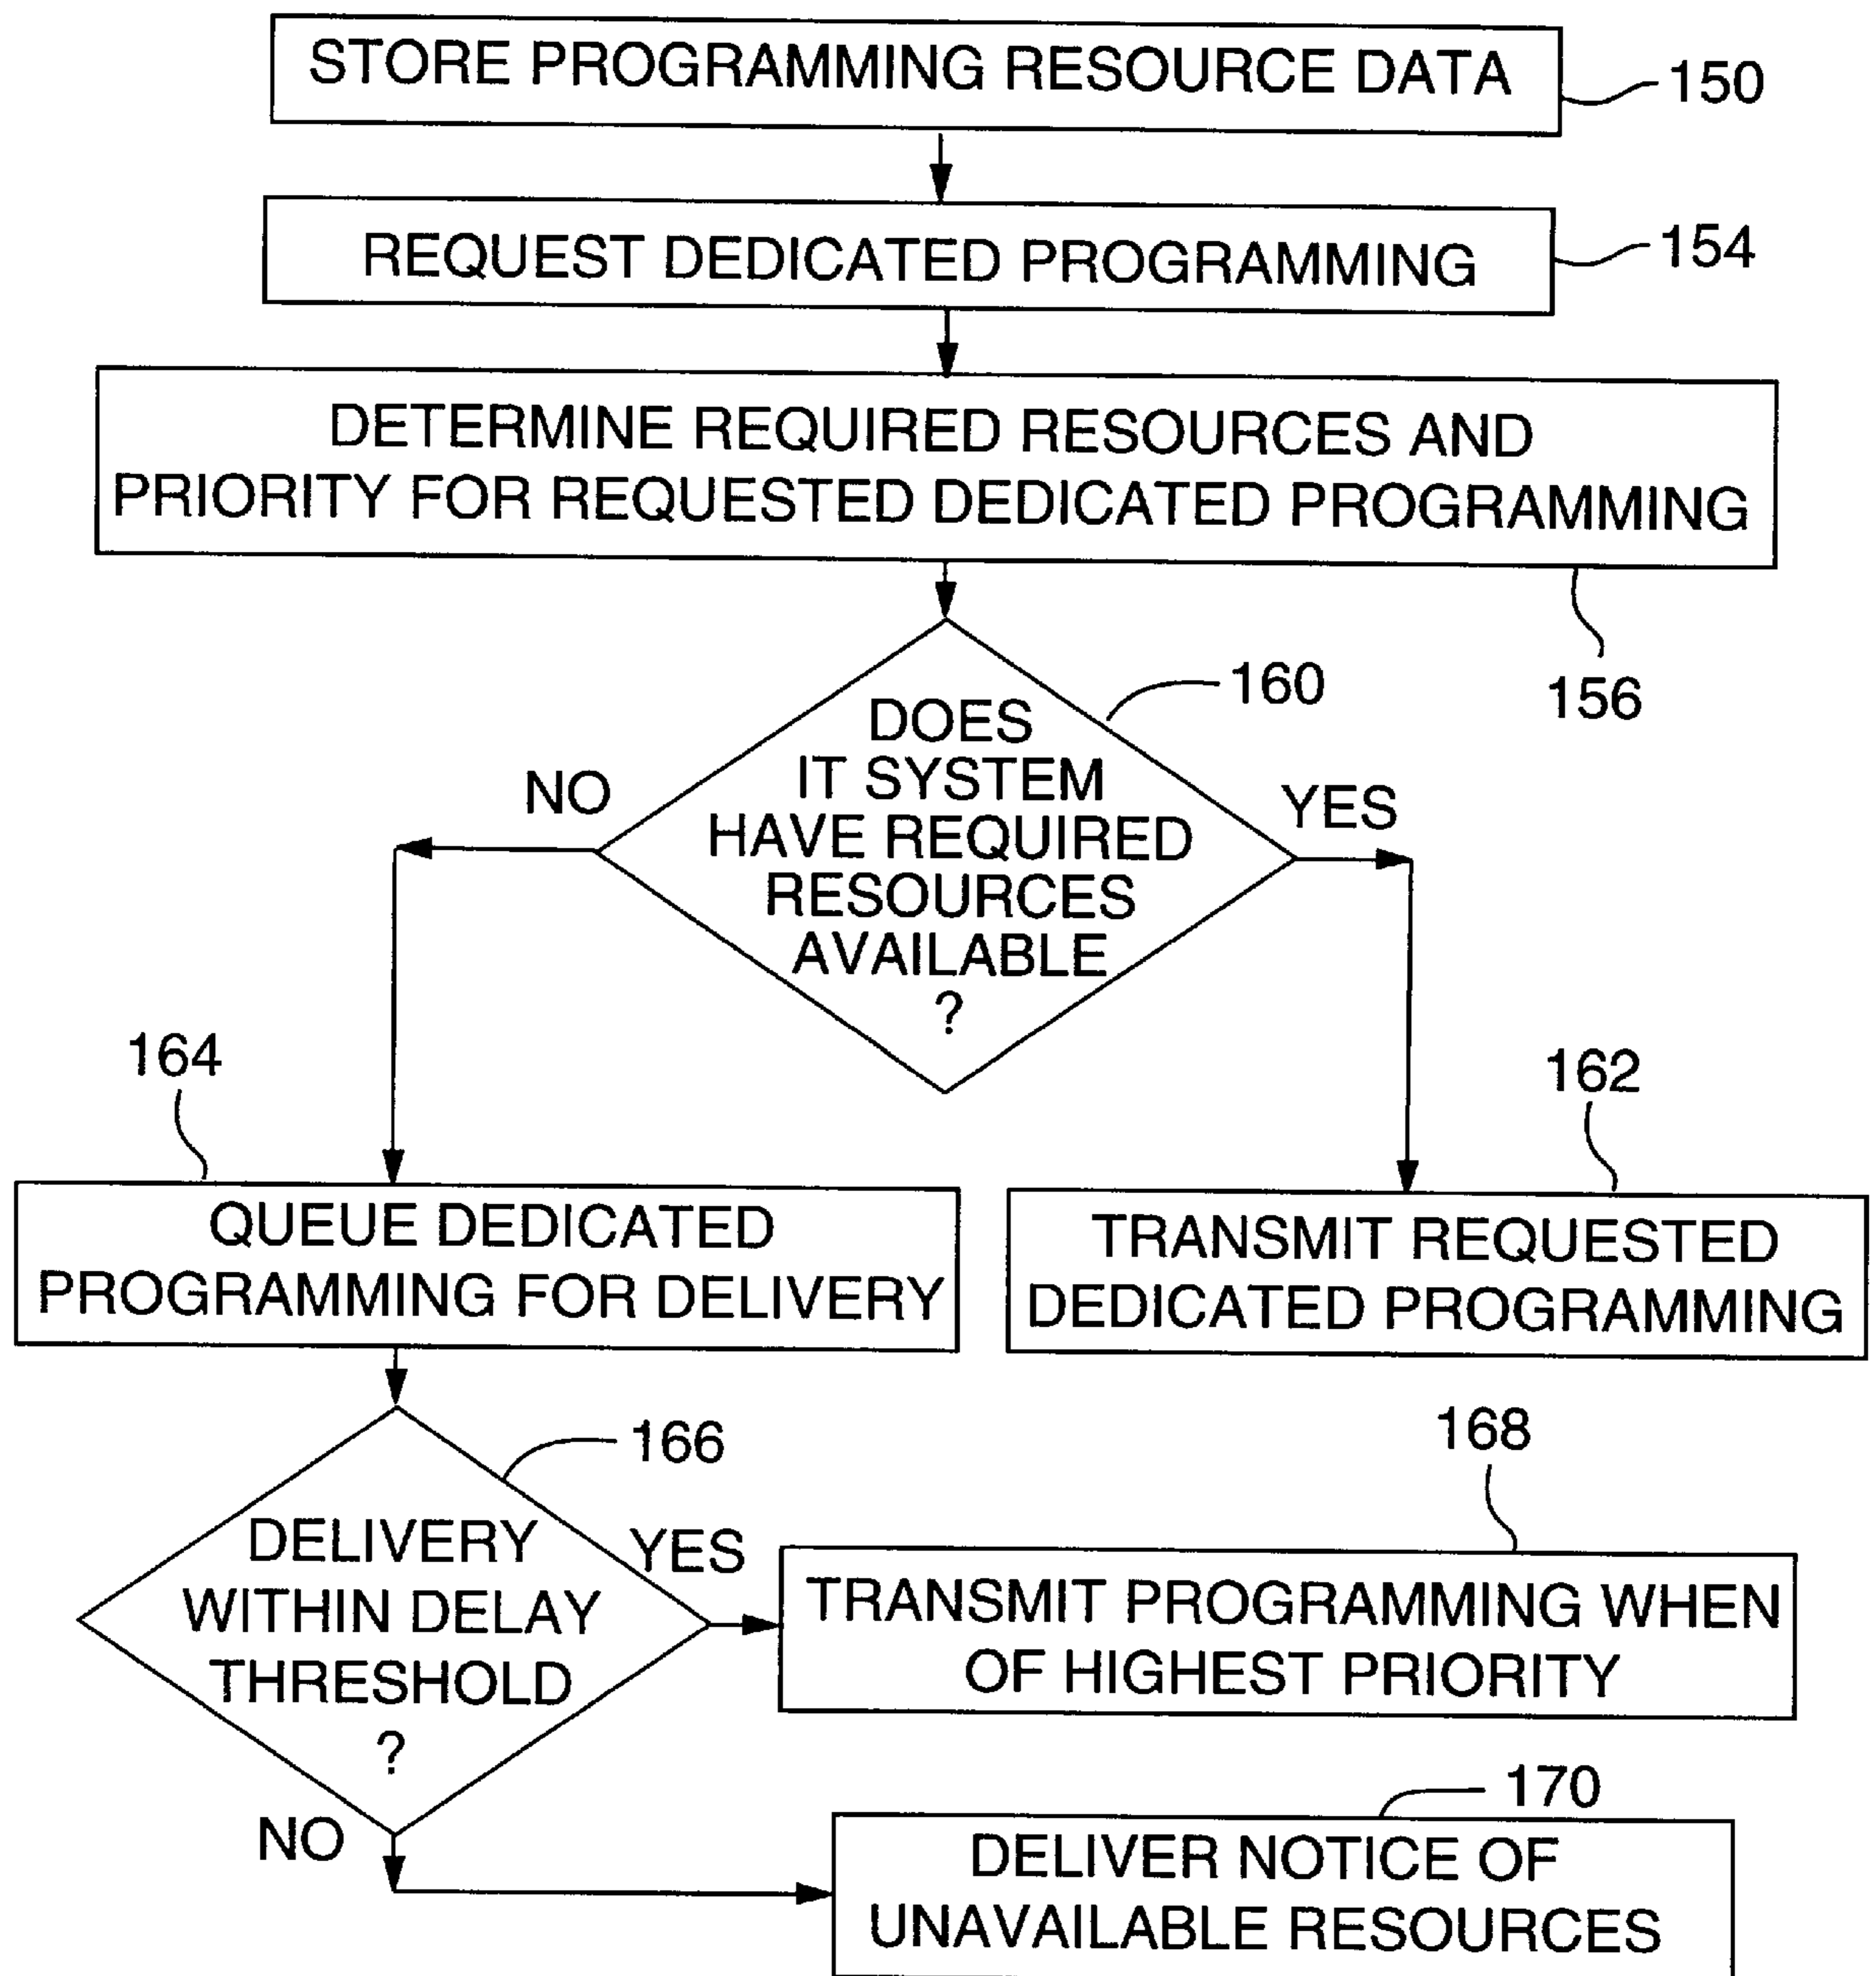 STORE PROGRAMMING RESOURCE DATA
150
REQUEST DEDICATED PROGRAMMING
154
DETERMINE REQUIRED RESOURCES AND
PRIORITY FOR REQUESTED DEDICATED PROGRAMMING
156
160
DOES
IT SYSTEM
HAVE REQUIRED
RESOURCES
AVAILABLE
?
NO
YES
164
162
QUEUE DEDICATED
PROGRAMMING FOR DELIVERY
TRANSMIT REQUESTED
DEDICATED PROGRAMMING
166
168
DELIVERY
WITHIN DELAY
THRESHOLD
?
YES
TRANSMIT PROGRAMMING WHEN
OF HIGHEST PRIORITY
NO
170
DELIVER NOTICE OF
UNAVAILABLE RESOURCES